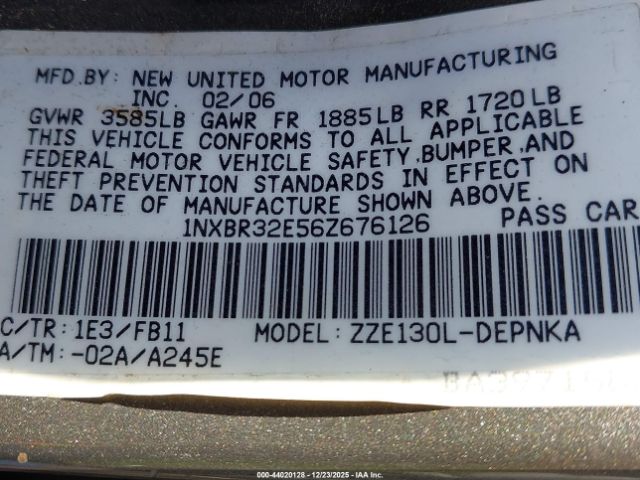 MFD.BY: NEW UNITED MOTOR MANUFACTURING
INC. 02/06
GVWR 3585LB GAWR FR 1885LB RR 1720LB
THIS VEHICLE CONFORMS TO ALL APPLICABLE
FEDERAL MOTOR VEHICLE SAFETY,BUMPER,AND
THEFT PREVENTION STANDARDS IN EFFECT ON
THE DATE OF MANUFACTURE SHOWN ABOVE.
1NXBR32E56Z676126 PASS CAR
C/TR: 1E3/FB11 MODEL: ZZE130L-DEPNKA
A/TM: -02A/A245E
000-44020128 - 12/23/2025 - IAA Inc.